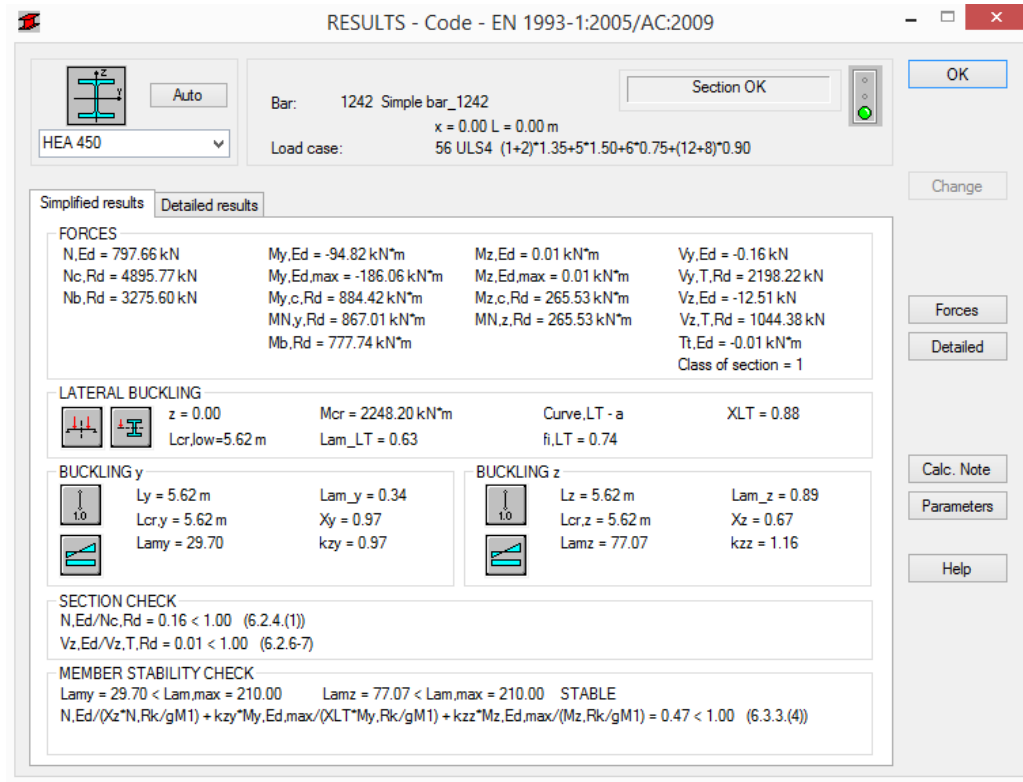 RESULTS - Code - EN 1993-1:2005/AC:2009
z
y
Auto
HEA 450
Bar: 1242 Simple bar_1242
x = 0.00 L = 0.00 m
Load case: 56 ULS4 (1+2)*1.35+5*1.50+6*0.75+(12+8)*0.90
Section OK
OK
Change
Forces
Detailed
Calc. Note
Parameters
Help
Simplified results Detailed results
FORCES
N,Ed = 797.66 kN My,Ed = -94.82 kN*m Mz,Ed = 0.01 kN*m Vy,Ed = -0.16 kN
Nc,Rd = 4895.77 kN My,Ed,max = -186.06 kN*m Mz,Ed,max = 0.01 kN*m Vy,T,Rd = 2198.22 kN
Nb,Rd = 3275.60 kN My,c,Rd = 884.42 kN*m Mz,c,Rd = 265.53 kN*m Vz,Ed = -12.51 kN
MN,y,Rd = 867.01 kN*m MN,z,Rd = 265.53 kN*m Vz,T,Rd = 1044.38 kN
Mb,Rd = 777.74 kN*m Tt,Ed = -0.01 kN*m
Class of section = 1
LATERAL BUCKLING
z = 0.00 Mcr = 2248.20 kN*m Curve,LT - a XLT = 0.88
Lcr,low=5.62 m Lam_LT = 0.63 fi,LT = 0.74
BUCKLING y
1.0
Ly = 5.62 m Lam_y = 0.34
Lcr,y = 5.62 m Xy = 0.97
Lamy = 29.70 kzy = 0.97
BUCKLING z
1.0
Lz = 5.62 m Lam_z = 0.89
Lcr,z = 5.62 m Xz = 0.67
Lamz = 77.07 kzz = 1.16
SECTION CHECK
N,Ed/Nc,Rd = 0.16 < 1.00 (6.2.4.(1))
Vz,Ed/Vz,T,Rd = 0.01 < 1.00 (6.2.6-7)
MEMBER STABILITY CHECK
Lamy = 29.70 < Lam,max = 210.00 Lamz = 77.07 < Lam,max = 210.00 STABLE
N,Ed/(Xz*N,Rk/gM1) + kzy*My,Ed,max/(XLT*My,Rk/gM1) + kzz*Mz,Ed,max/(Mz,Rk/gM1) = 0.47 < 1.00 (6.3.3.(4))